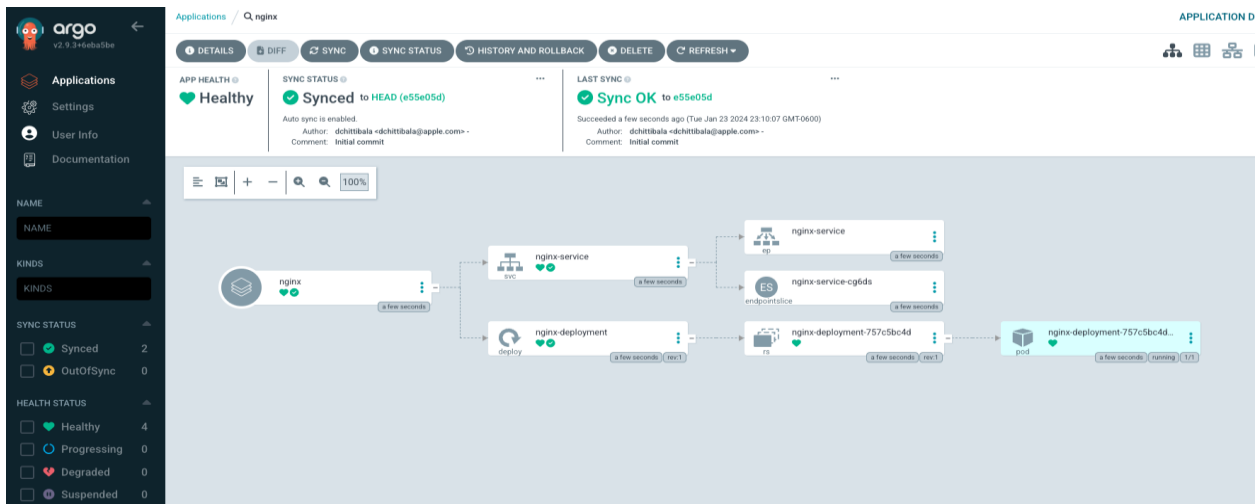 argo
v2.9.3+6eba5be
Applications
Settings
User Info
Documentation
NAME
NAME
KINDS
KINDS
SYNC STATUS
Synced 2
OutOfSync 0
HEALTH STATUS
Healthy 4
Progressing 0
Degraded 0
Suspended 0
Applications / nginx
APPLICATION D
DETAILS DIFF SYNC SYNC STATUS HISTORY AND ROLLBACK DELETE REFRESH
APP HEALTH
Healthy
SYNC STATUS ...
Synced to HEAD (e55e05d)
Auto sync is enabled.
Author: dchittibala <dchittibala@apple.com> -
Comment: Initial commit
LAST SYNC ...
Sync OK to e55e05d
Succeeded a few seconds ago (Tue Jan 23 2024 23:10:07 GMT-0600)
Author: dchittibala <dchittibala@apple.com> -
Comment: Initial commit
100%
nginx
a few seconds
nginx-service
svc
a few seconds
nginx-deployment
deploy
a few seconds rev:1
nginx-service
ep
a few seconds
ES
nginx-service-cg6ds
endpointslice
a few seconds
nginx-deployment-757c5bc4d
rs
a few seconds rev:1
nginx-deployment-757c5bc4d...
pod
a few seconds running 1/1